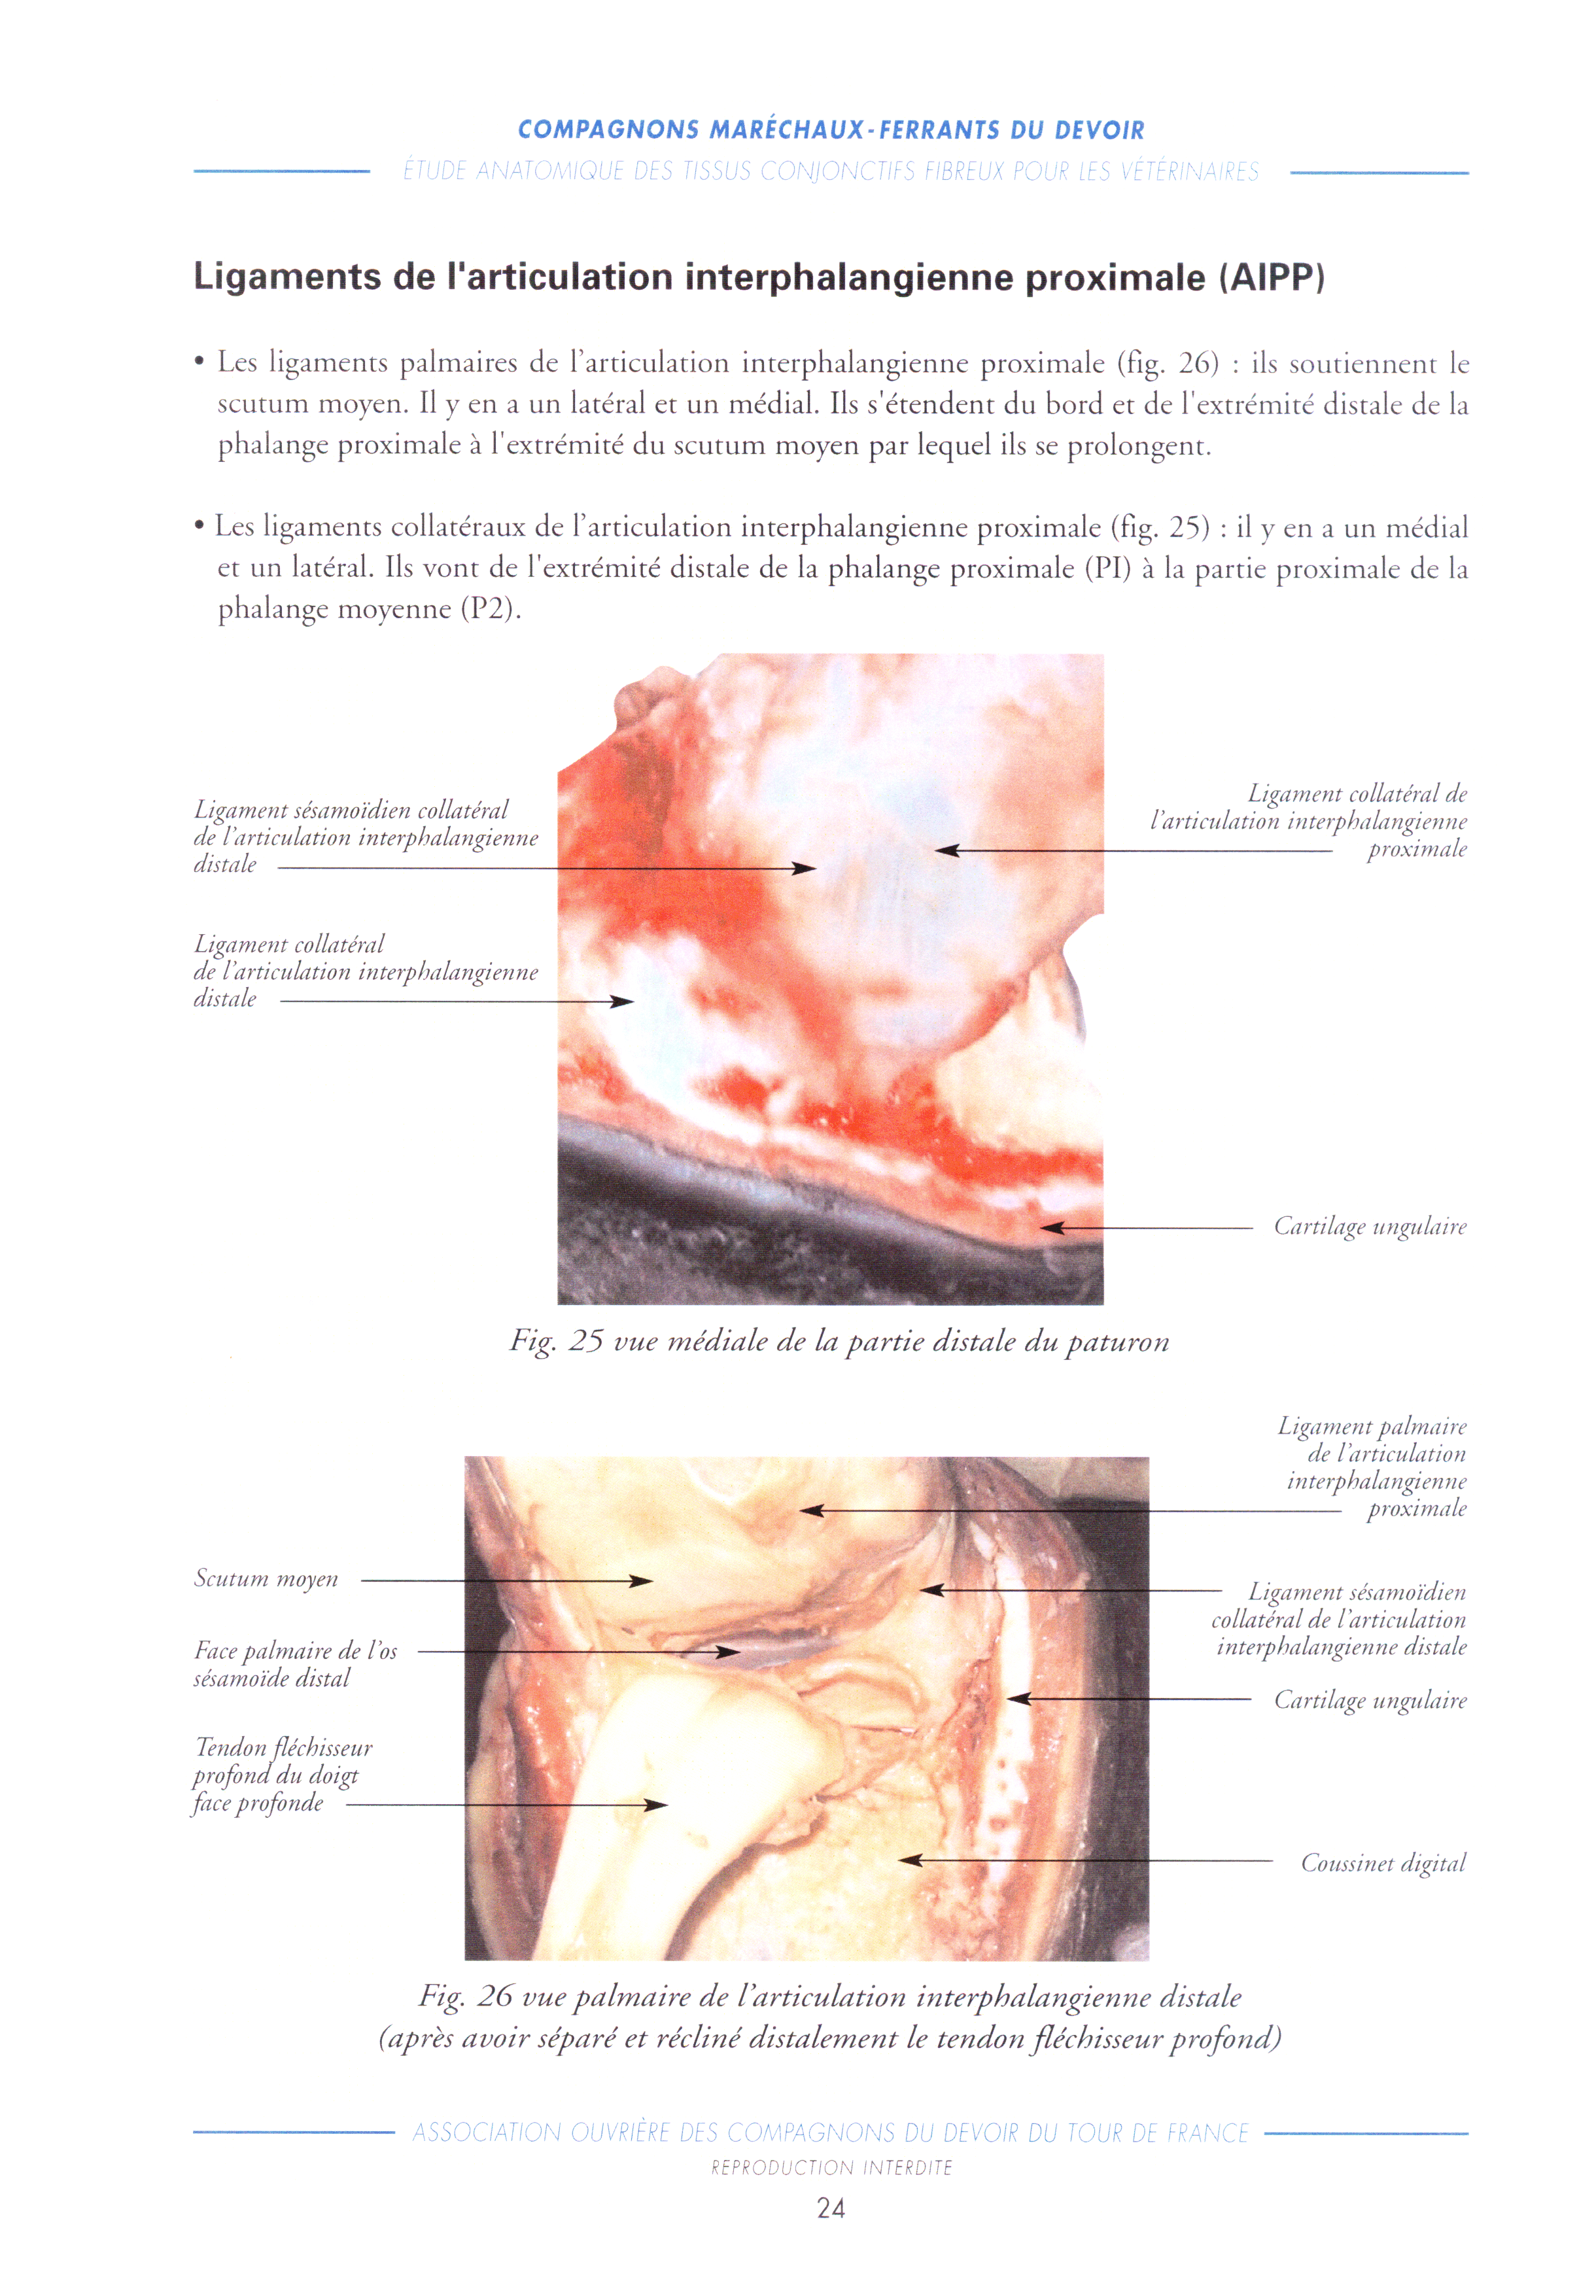 COMPAGNONS MARÉCHAUX-FERRANTS DU DEVOIR
ÉTUDE ANATOMIQUE DES TISSUS CONJONCTIFS FIBREUX POUR LES VÉTÉRINAIRES
Ligaments de l'articulation interphalangienne proximale (AIPP)
• Les ligaments palmaires de l'articulation interphalangienne proximale (fig. 26) : ils soutiennent le
scutum moyen. Il y en a un latéral et un médial. Ils s'étendent du bord et de l'extrémité distale de la
phalange proximale à l'extrémité du scutum moyen par lequel ils se prolongent.
• Les ligaments collatéraux de l'articulation interphalangienne proximale (fig. 25) : il y en a un médial
et un latéral. Ils vont de l'extrémité distale de la phalange proximale (PI) à la partie proximale de la
phalange moyenne (P2).
Ligament sésamoïdien collatéral
de l'articulation interphalangienne
distale
Ligament collatéral
de l'articulation interphalangienne
distale
Ligament collatéral de
l'articulation interphalangienne
proximale
Cartilage ungulaire
Fig. 25 vue médiale de la partie distale du paturon
Scutum moyen
Face palmaire de l'os
sésamoïde distal
Tendon fléchisseur
profond du doigt
face profonde
Ligament palmaire
de l'articulation
interphalangienne
proximale
Ligament sésamoïdien
collatéral de l'articulation
interphalangienne distale
Cartilage ungulaire
Coussinet digital
Fig. 26 vue palmaire de l'articulation interphalangienne distale
(après avoir séparé et récliné distalement le tendon fléchisseur profond)
ASSOCIATION OUVRIÈRE DES COMPAGNONS DU DEVOIR DU TOUR DE FRANCE
REPRODUCTION INTERDITE
24